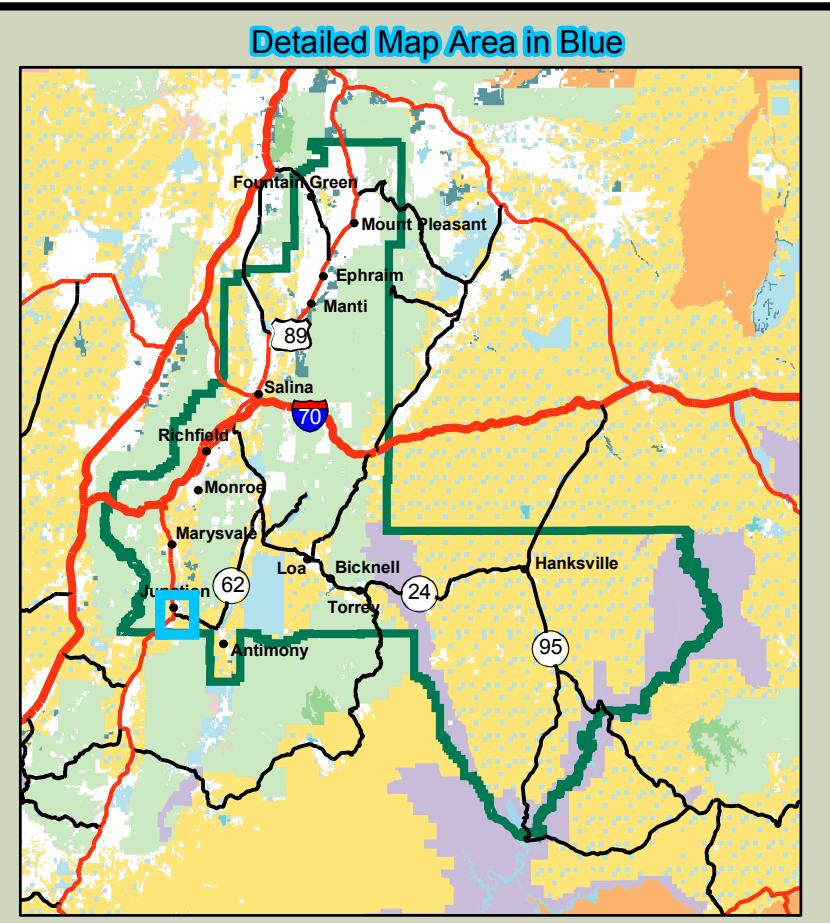 Detailed Map Area in Blue
Fountain Green
Mount Pleasant
Ephraim
Manti
89
Salina
70
Richfield
Monroe
Marysvale
Loa
Bicknell
Hanksville
Junction
62
24
Torrey
95
Antimony